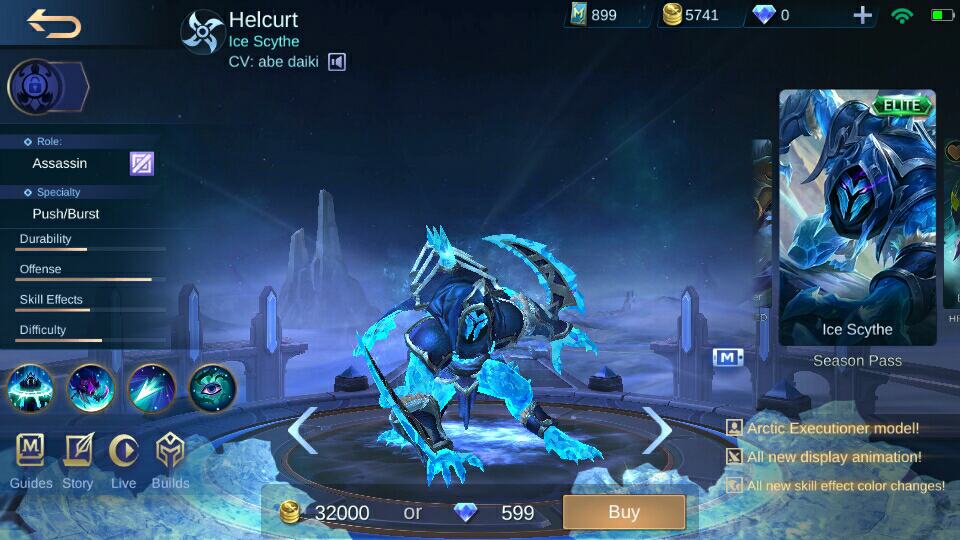 Helcurt
Ice Scythe
CV: abe daiki
899
5741
0
Role:
Assassin
Specialty
Push/Burst
Durability
Offense
Skill Effects
Difficulty
Guides
Story
Live
Builds
ELITE
Ice Scythe
Season Pass
M
Arctic Executioner model!
All new display animation!
All new skill effect color changes!
32000 or 599
Buy